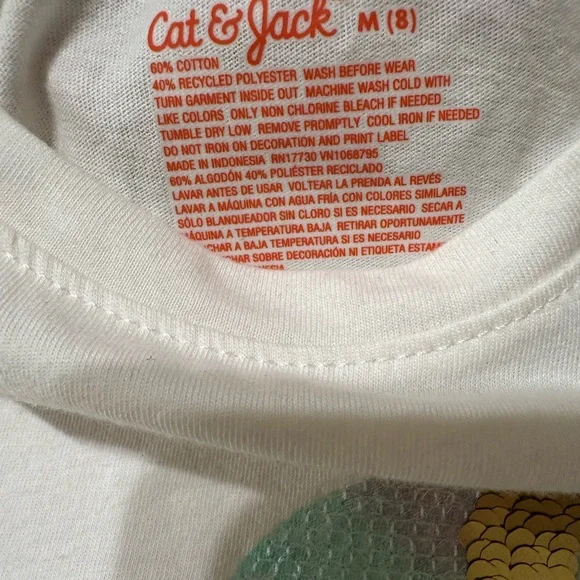 Cat & Jack M (8)
60% COTTON
40% RECYCLED POLYESTER WASH BEFORE WEAR
TURN GARMENT INSIDE OUT MACHINE WASH COLD WITH
LIKE COLORS ONLY NON CHLORINE BLEACH IF NEEDED
TUMBLE DRY LOW REMOVE PROMPTLY COOL IRON IF NEEDED
DO NOT IRON ON DECORATION AND PRINT LABEL
MADE IN INDONESIA RN17730 VN1068795
60% ALGODÓN 40% POLIÉSTER RECICLADO
LAVAR ANTES DE USAR VOLTEAR LA PRENDA AL REVÉS
LAVAR A MÁQUINA CON AGUA FRÍA CON COLORES SIMILARES
SÓLO BLANQUEADOR SIN CLORO SI ES NECESARIO SECAR A
MÁQUINA A TEMPERATURA BAJA RETIRAR OPORTUNAMENTE
CHAR A BAJA TEMPERATURA SI ES NECESARIO
CHAR SOBRE DECORACIÓN NI ETIQUETA ESTAM